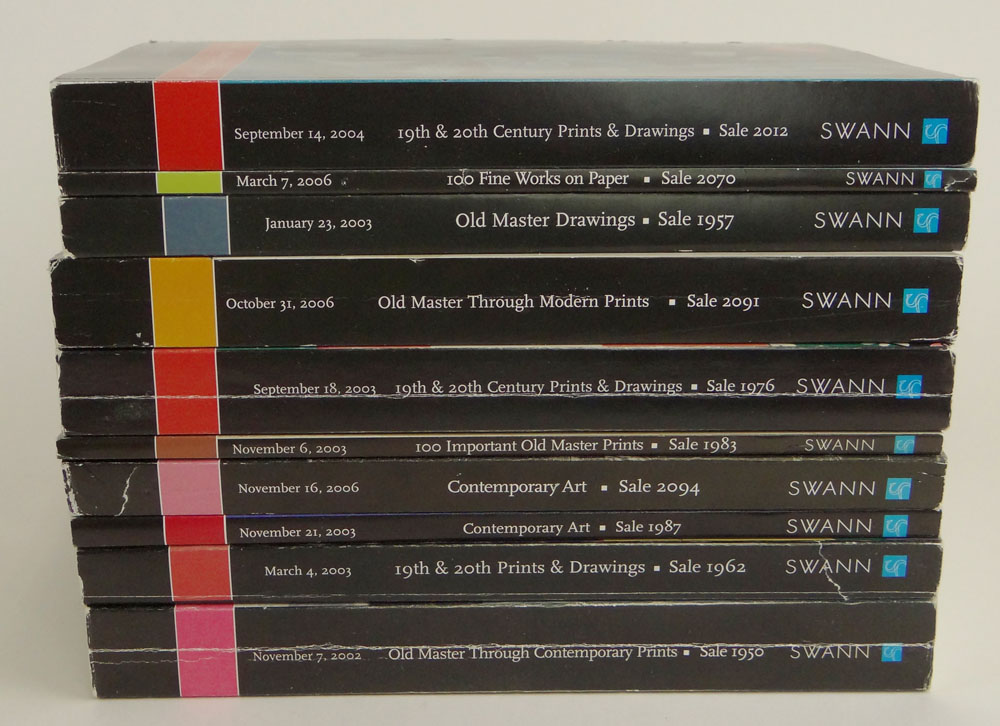 September 14, 2004 19th & 20th Century Prints & Drawings ▪ Sale 2012 SWANN
March 7, 2006 100 Fine Works on Paper ▪ Sale 2070 SWANN
January 23, 2003 Old Master Drawings ▪ Sale 1957 SWANN
October 31, 2006 Old Master Through Modern Prints ▪ Sale 2091 SWANN
September 18, 2003 19th & 20th Century Prints & Drawings ▪ Sale 1976 SWANN
November 6, 2003 100 Important Old Master Prints ▪ Sale 1983 SWANN
November 16, 2006 Contemporary Art ▪ Sale 2094 SWANN
November 21, 2003 Contemporary Art ▪ Sale 1987 SWANN
March 4, 2003 19th & 20th Prints & Drawings ▪ Sale 1962 SWANN
November 7, 2002 Old Master Through Contemporary Prints ▪ Sale 1950 SWANN